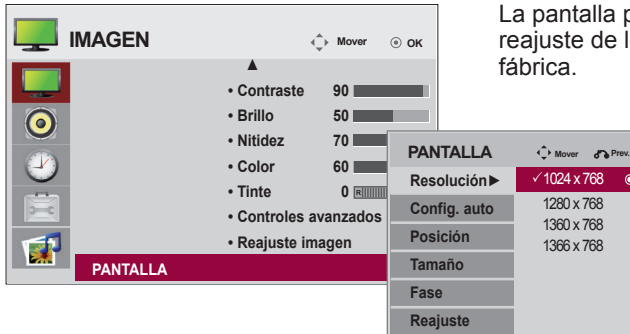 La pantalla p
reajuste de l
fábrica.
IMAGEN
Mover
OK
• Contraste 90
• Brillo 50
• Nitidez 70
• Color 60
• Tinte 0 R
• Controles avanzados
• Reajuste imagen
PANTALLA
PANTALLA
Mover
Prev.
Resolución►
✓1024 x 768
1280 x 768
1360 x 768
1366 x 768
Config. auto
Posición
Tamaño
Fase
Reajuste